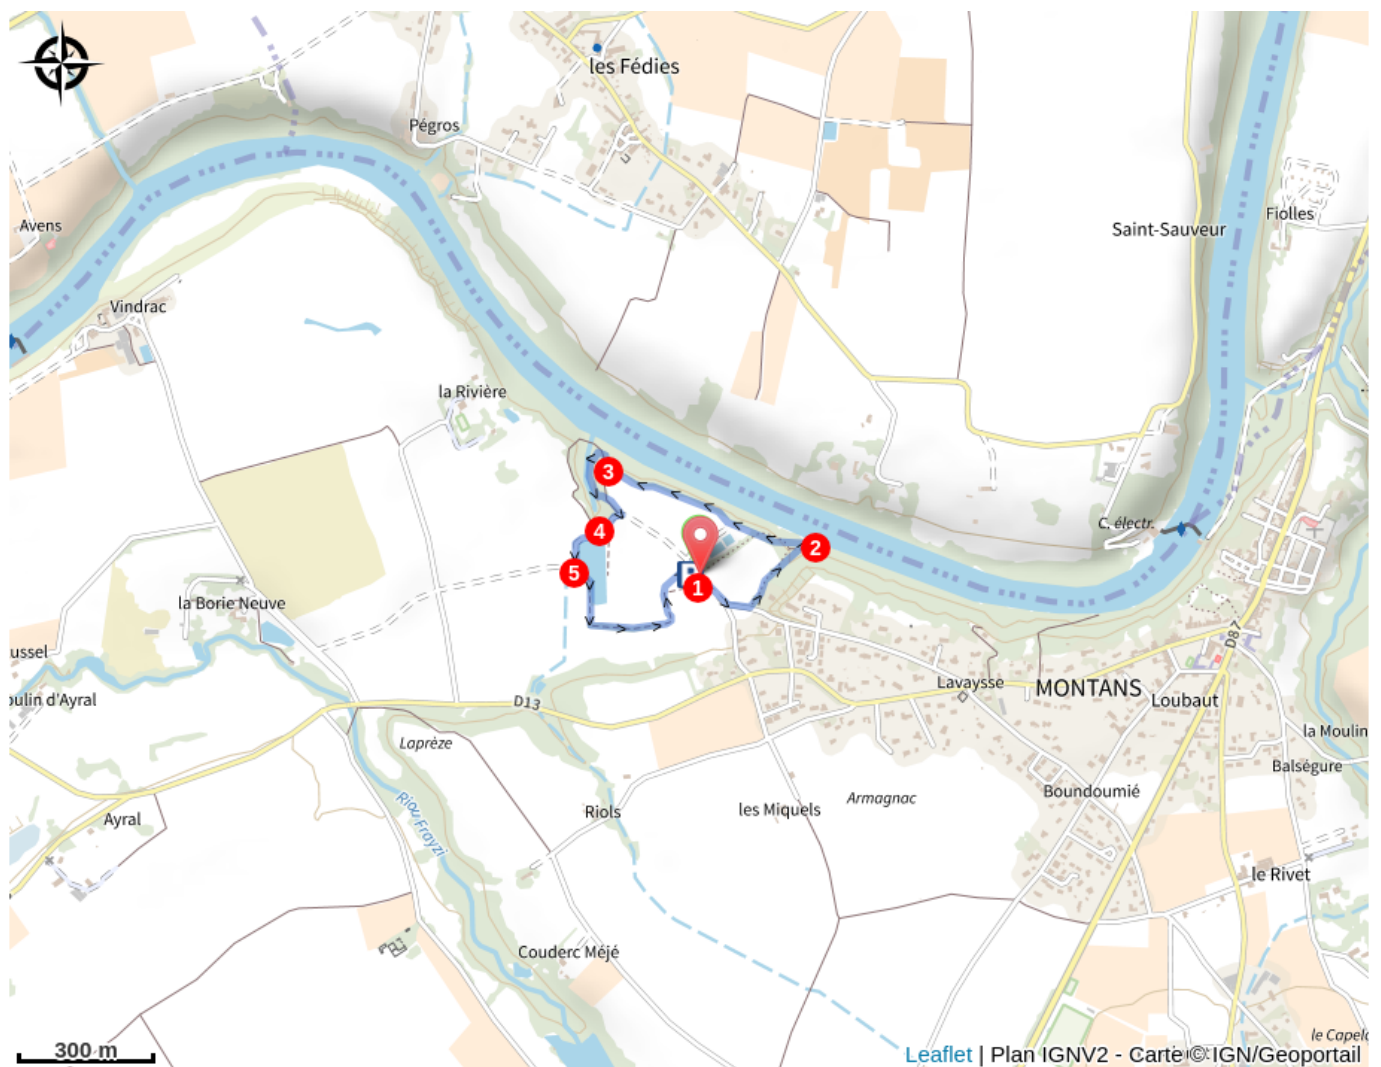 les Fédies
Pégros
Saint-Sauveur
Fiolles
Avens
Vindrac
la Rivière
3
C. électr.
4
2
5
1
la Borie Neuve
D87
ussel
oulin d'Ayral
Lavaysse
MONTANS
Loubaut
D13
la Moulin
Laprèze
Balségure
Boundoumié
Armagnac
Riols
les Miquels
Ayral
Riou Frayzi
le Rivet
Couderc Méjé
le Capel
300 m
Leaflet | Plan IGNV2 - Carte © IGN/Geoportail